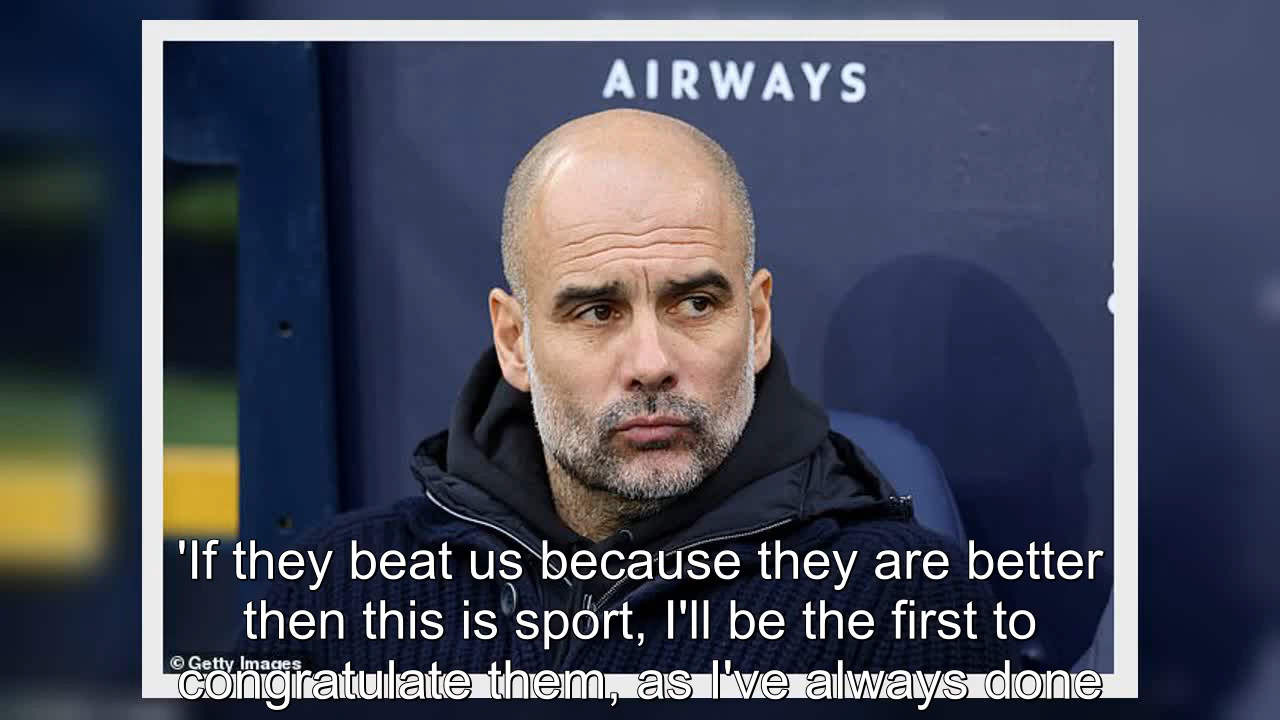 AIRWAYS
'If they beat us because they are better
then this is sport, I'll be the first to
© Getty Images
congratulate them, as I've always done